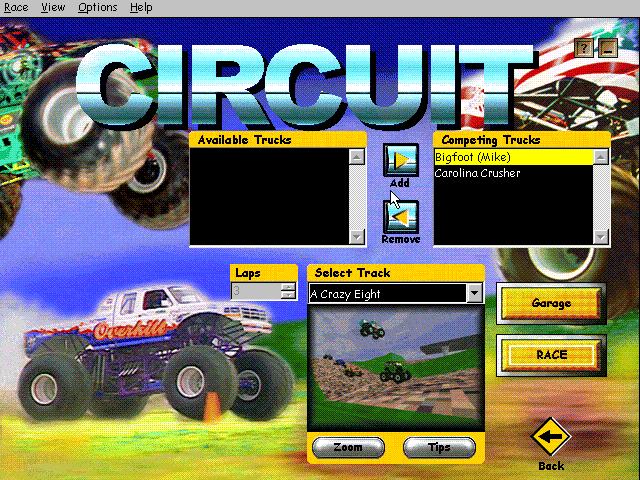 Race View Options Help
CIRCUIT
?
Available Trucks
Competing Trucks
Bigfoot (Mike)
Carolina Crusher
Add
Remove
Laps
3
Select Track
A Crazy Eight
Garage
RACE
Overkill
Zoom
Tips
Back